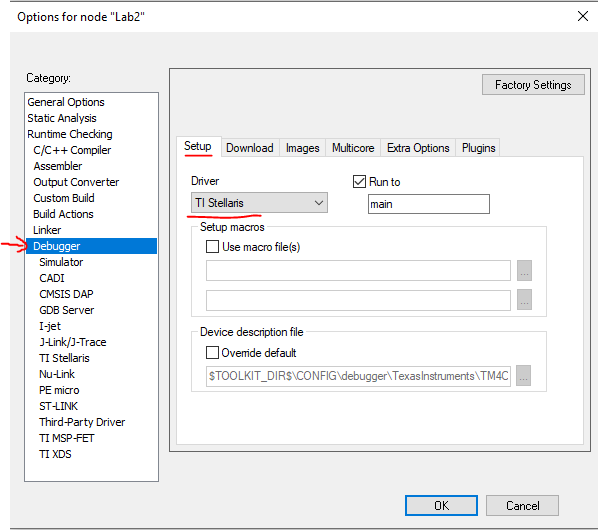 Options for node "Lab2"
Category:
Factory Settings
General Options
Static Analysis
Runtime Checking
C/C++ Compiler
Assembler
Output Converter
Custom Build
Build Actions
Linker
Debugger
Simulator
CADI
CMSIS DAP
GDB Server
I-jet
J-Link/J-Trace
TI Stellaris
Nu-Link
PE micro
ST-LINK
Third-Party Driver
TI MSP-FET
TI XDS
Setup Download Images Multicore Extra Options Plugins
Driver
TI Stellaris
Run to
main
Setup macros
Use macro file(s)
...
...
Device description file
Override default
$TOOLKIT_DIR$\CONFIG\debugger\TexasInstruments\TM4C
...
OK Cancel